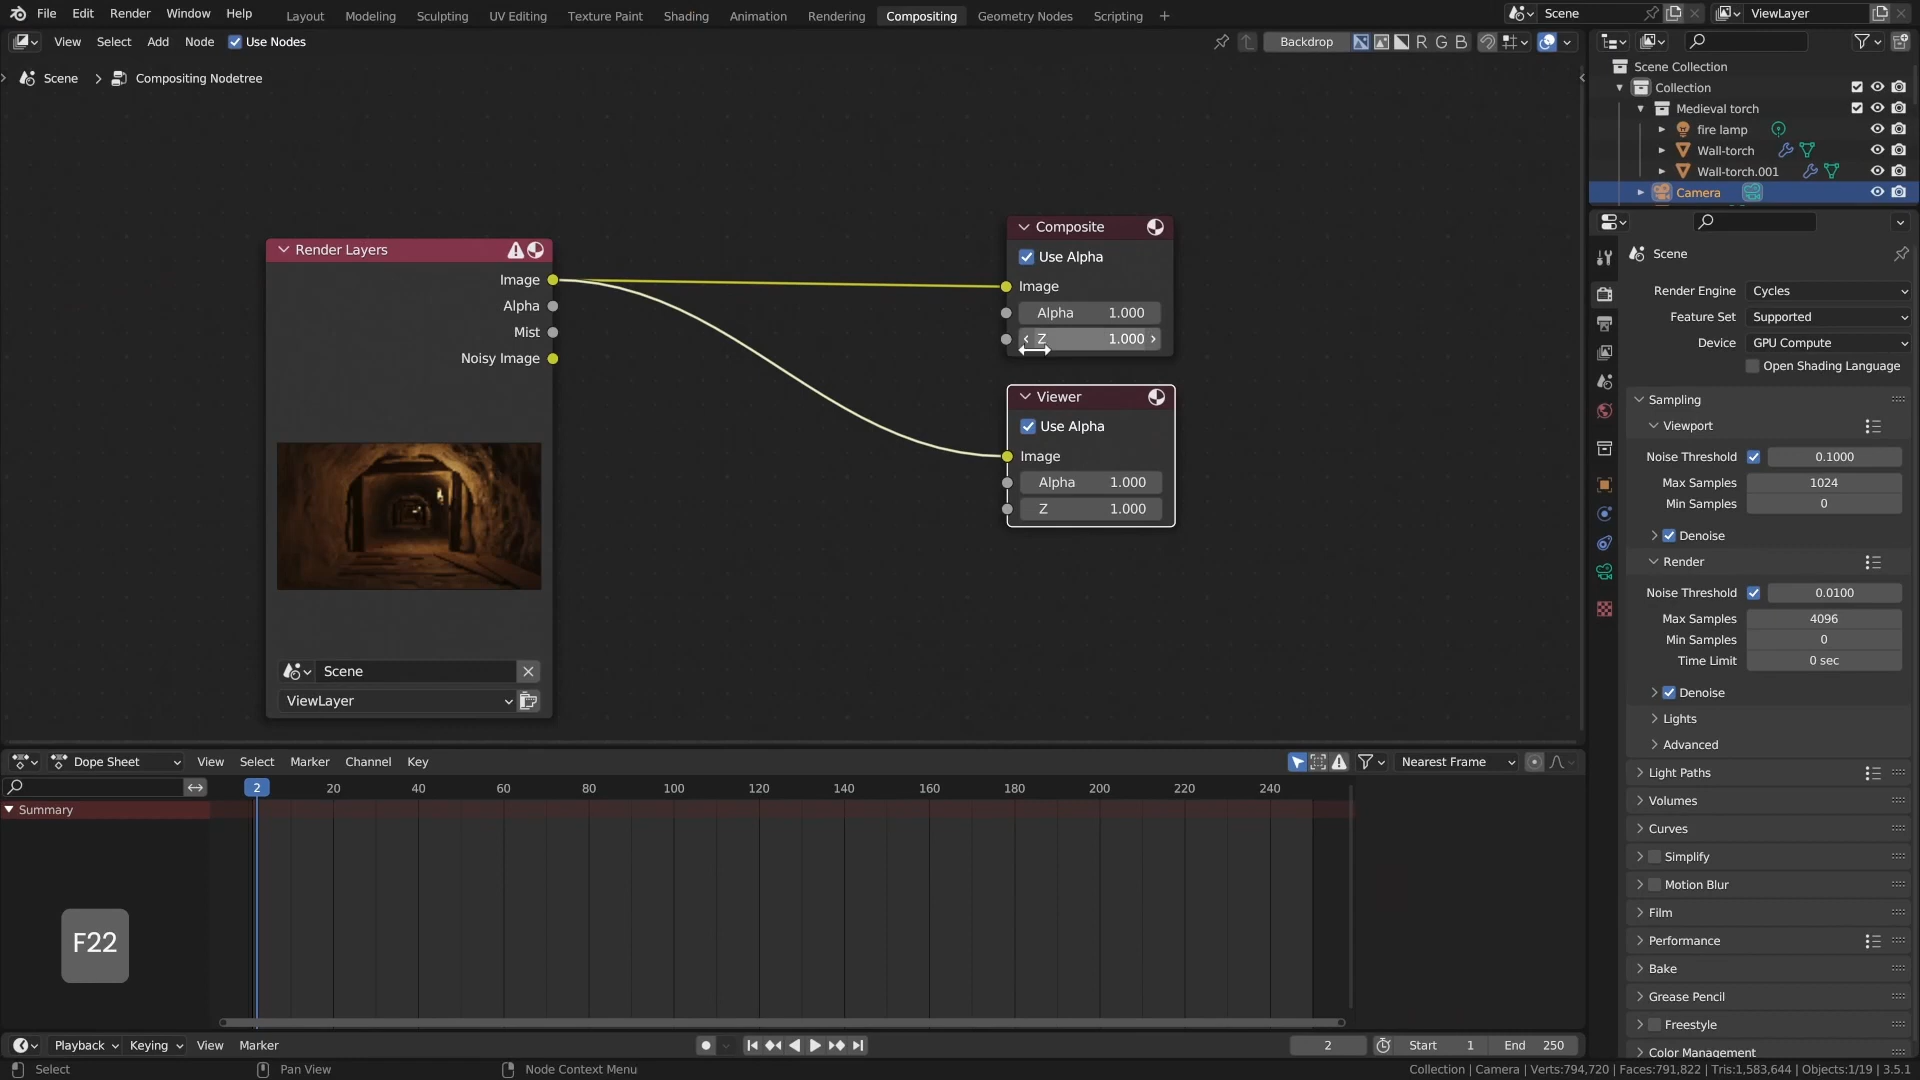 File Edit Render Window Help Layout Modeling Sculpting UV Editing Texture Paint Shading Animation Rendering Compositing Geometry Nodes Scripting + Scene ViewLayer
View Select Add Node Use Nodes Backdrop R G B
Scene Compositing Nodetree
Scene Collection
Collection
Medieval torch
fire lamp
Wall-torch
Wall-torch.001
Camera
Render Layers
Image
Alpha
Mist
Noisy Image
Scene
ViewLayer
Composite
Use Alpha
Image
Alpha 1.000
Z 1.000
Viewer
Use Alpha
Image
Alpha 1.000
Z 1.000
Scene
Render Engine Cycles
Feature Set Supported
Device GPU Compute
Open Shading Language
Sampling
Viewport
Noise Threshold 0.1000
Max Samples 1024
Min Samples 0
Denoise
Render
Noise Threshold 0.0100
Max Samples 4096
Min Samples 0
Time Limit 0 sec
Denoise
Lights
Advanced
Light Paths
Volumes
Curves
Simplify
Motion Blur
Film
Performance
Bake
Grease Pencil
Freestyle
Color Management
Dope Sheet View Select Marker Channel Key Nearest Frame
2 20 40 60 80 100 120 140 160 180 200 220 240
Summary
F22
Playback Keying View Marker 2 Start 1 End 250
Select Pan View Node Context Menu Collection | Camera | Verts:794,720 | Faces:791,822 | Tris:1,583,644 | Objects:1/19 | 3.5.1